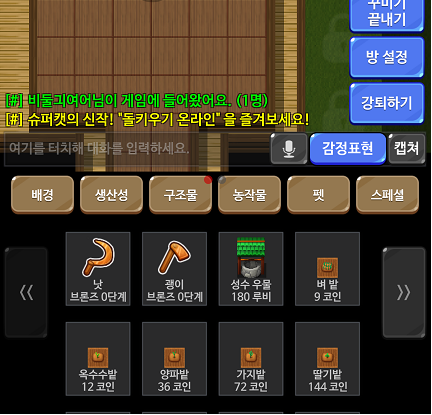 꾸미기
끝내기
방 설정
[#] 비둘긔여어님이 게임에 들어왔어요. (1명)
강퇴하기
[#] 슈퍼캣의 신작! "돌키우기 온라인" 을 즐겨보세요!
여기를 터치해 대화를 입력하세요.
감정표현
캡쳐
배경
생산성
구조물
농작물
펫
스페셜
낫
브론즈 0단계
괭이
브론즈 0단계
성수 우물
180 루비
벼 밭
9 코인
옥수수밭
12 코인
양파밭
36 코인
가지밭
72 코인
딸기밭
144 코인